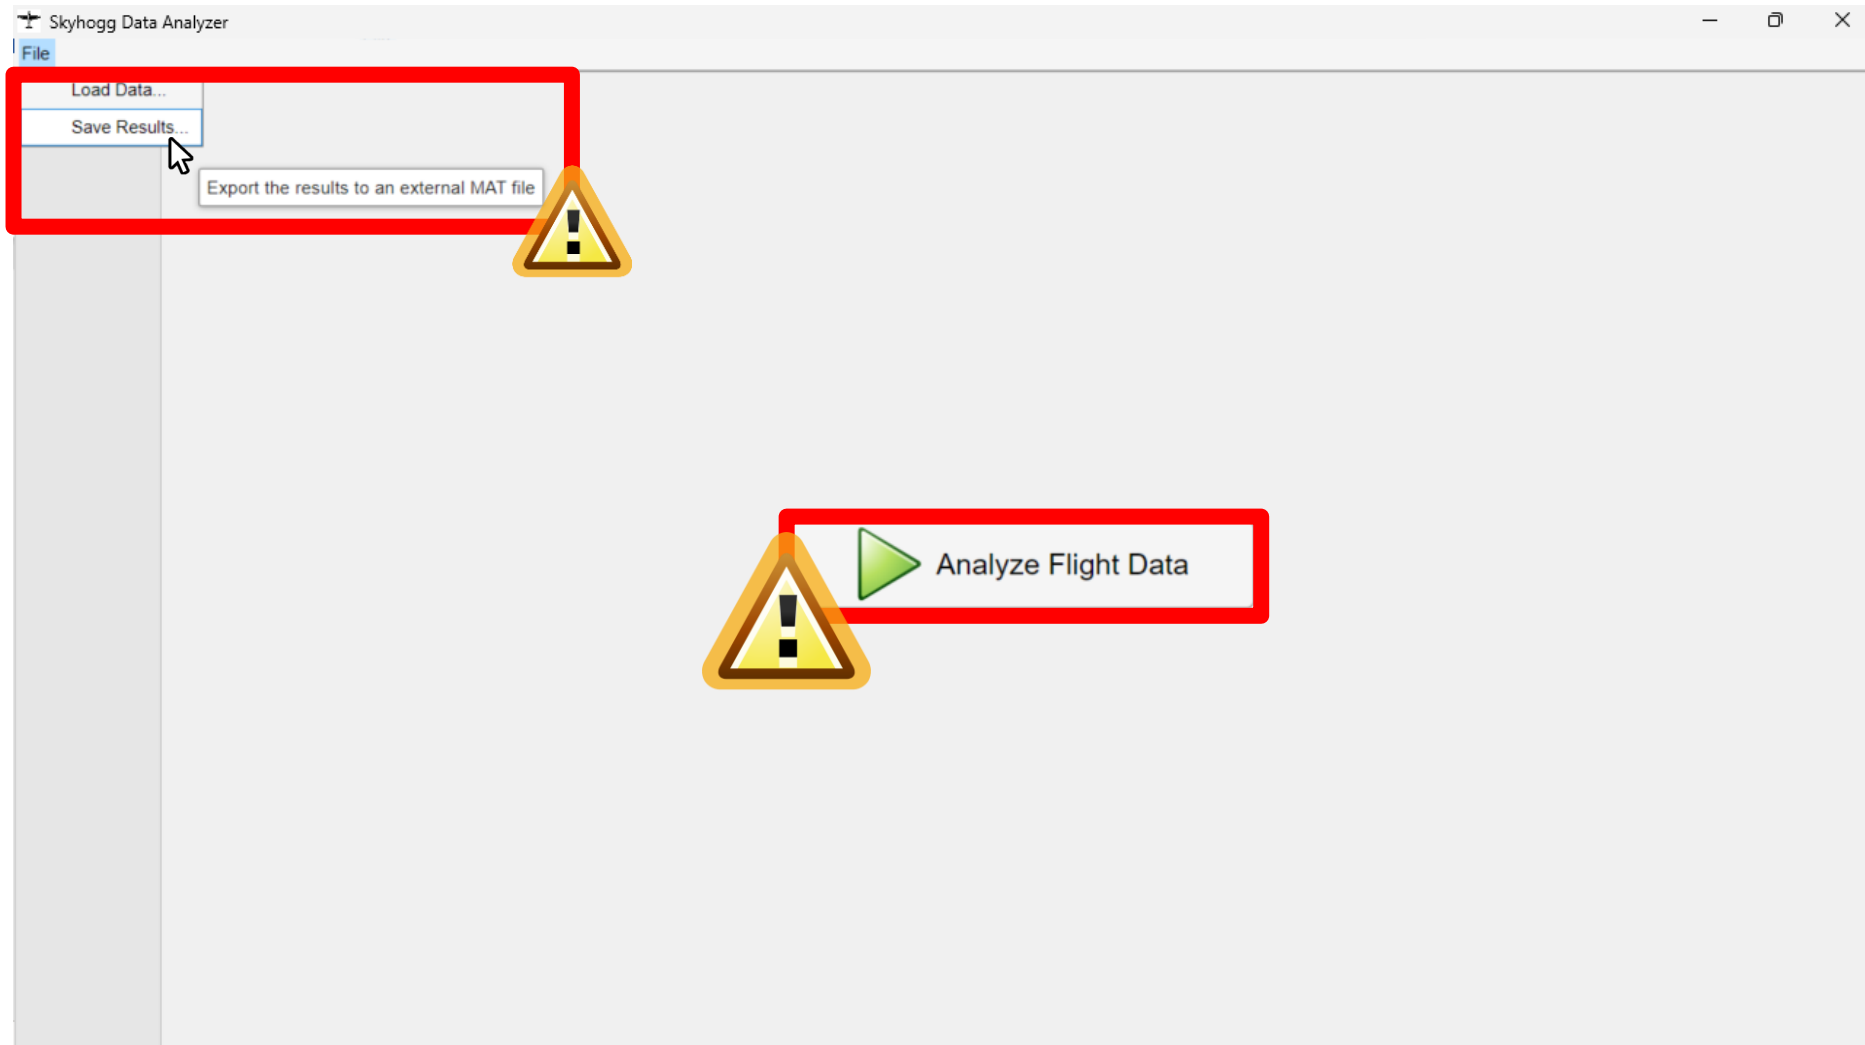 Skyhogg Data Analyzer
File
Load Data...
Save Results...
Export the results to an external MAT file
Analyze Flight Data